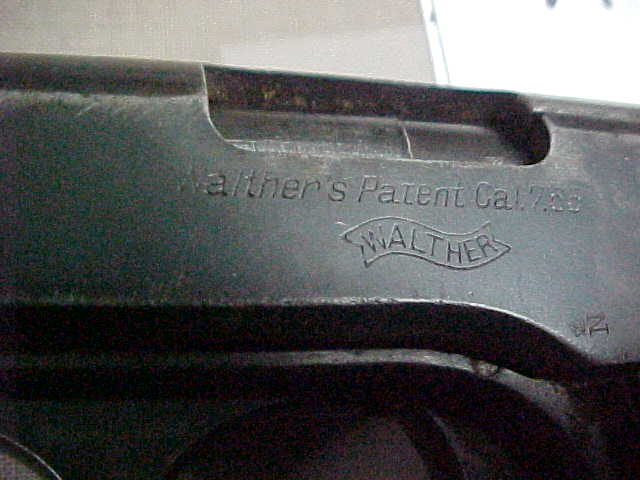 Walther's Patent Cal. 7.65
WALTHER